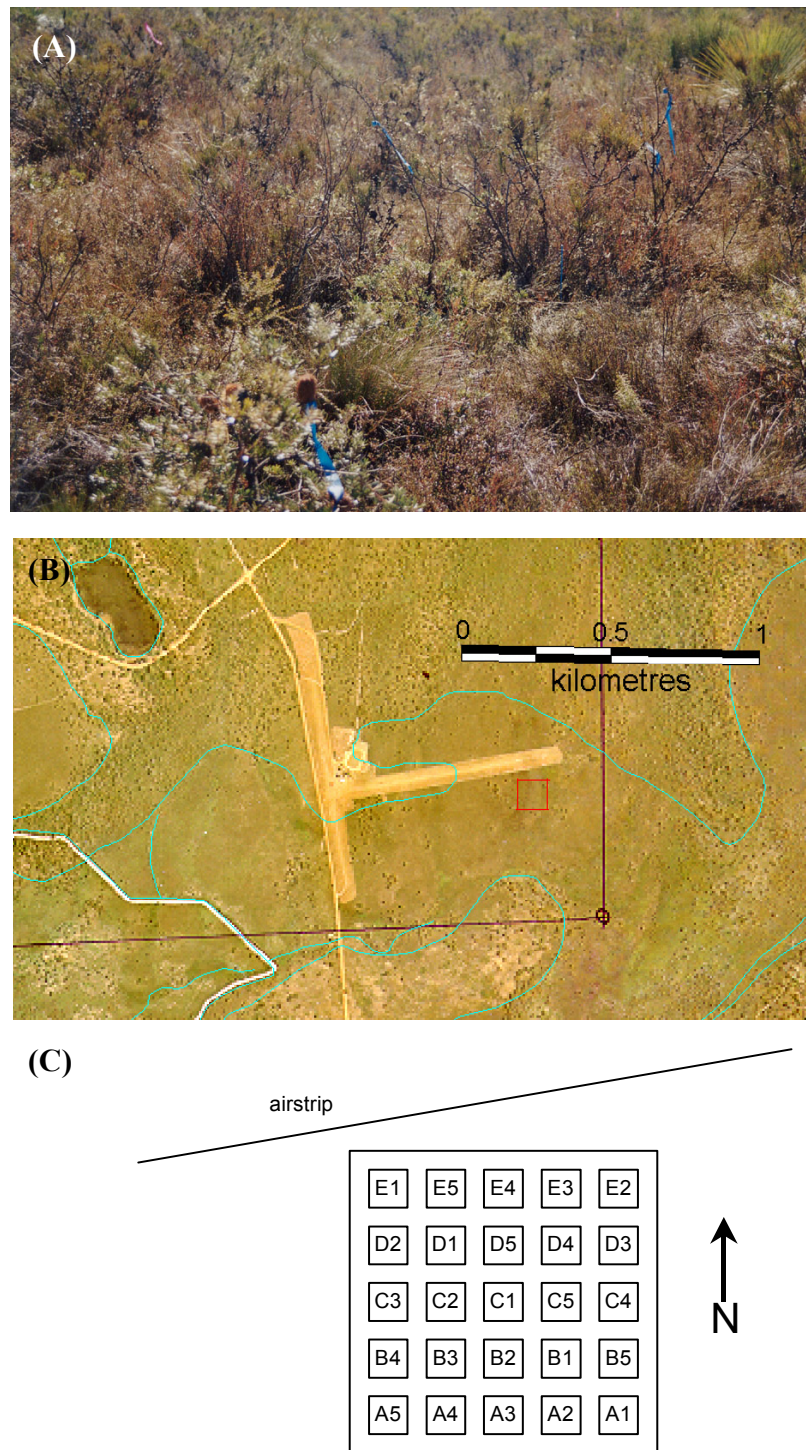 (A)
(B)
0 0.5 1
kilometres
(C)
airstrip
E1 E5 E4 E3 E2
D2 D1 D5 D4 D3
C3 C2 C1 C5 C4
B4 B3 B2 B1 B5
A5 A4 A3 A2 A1
N